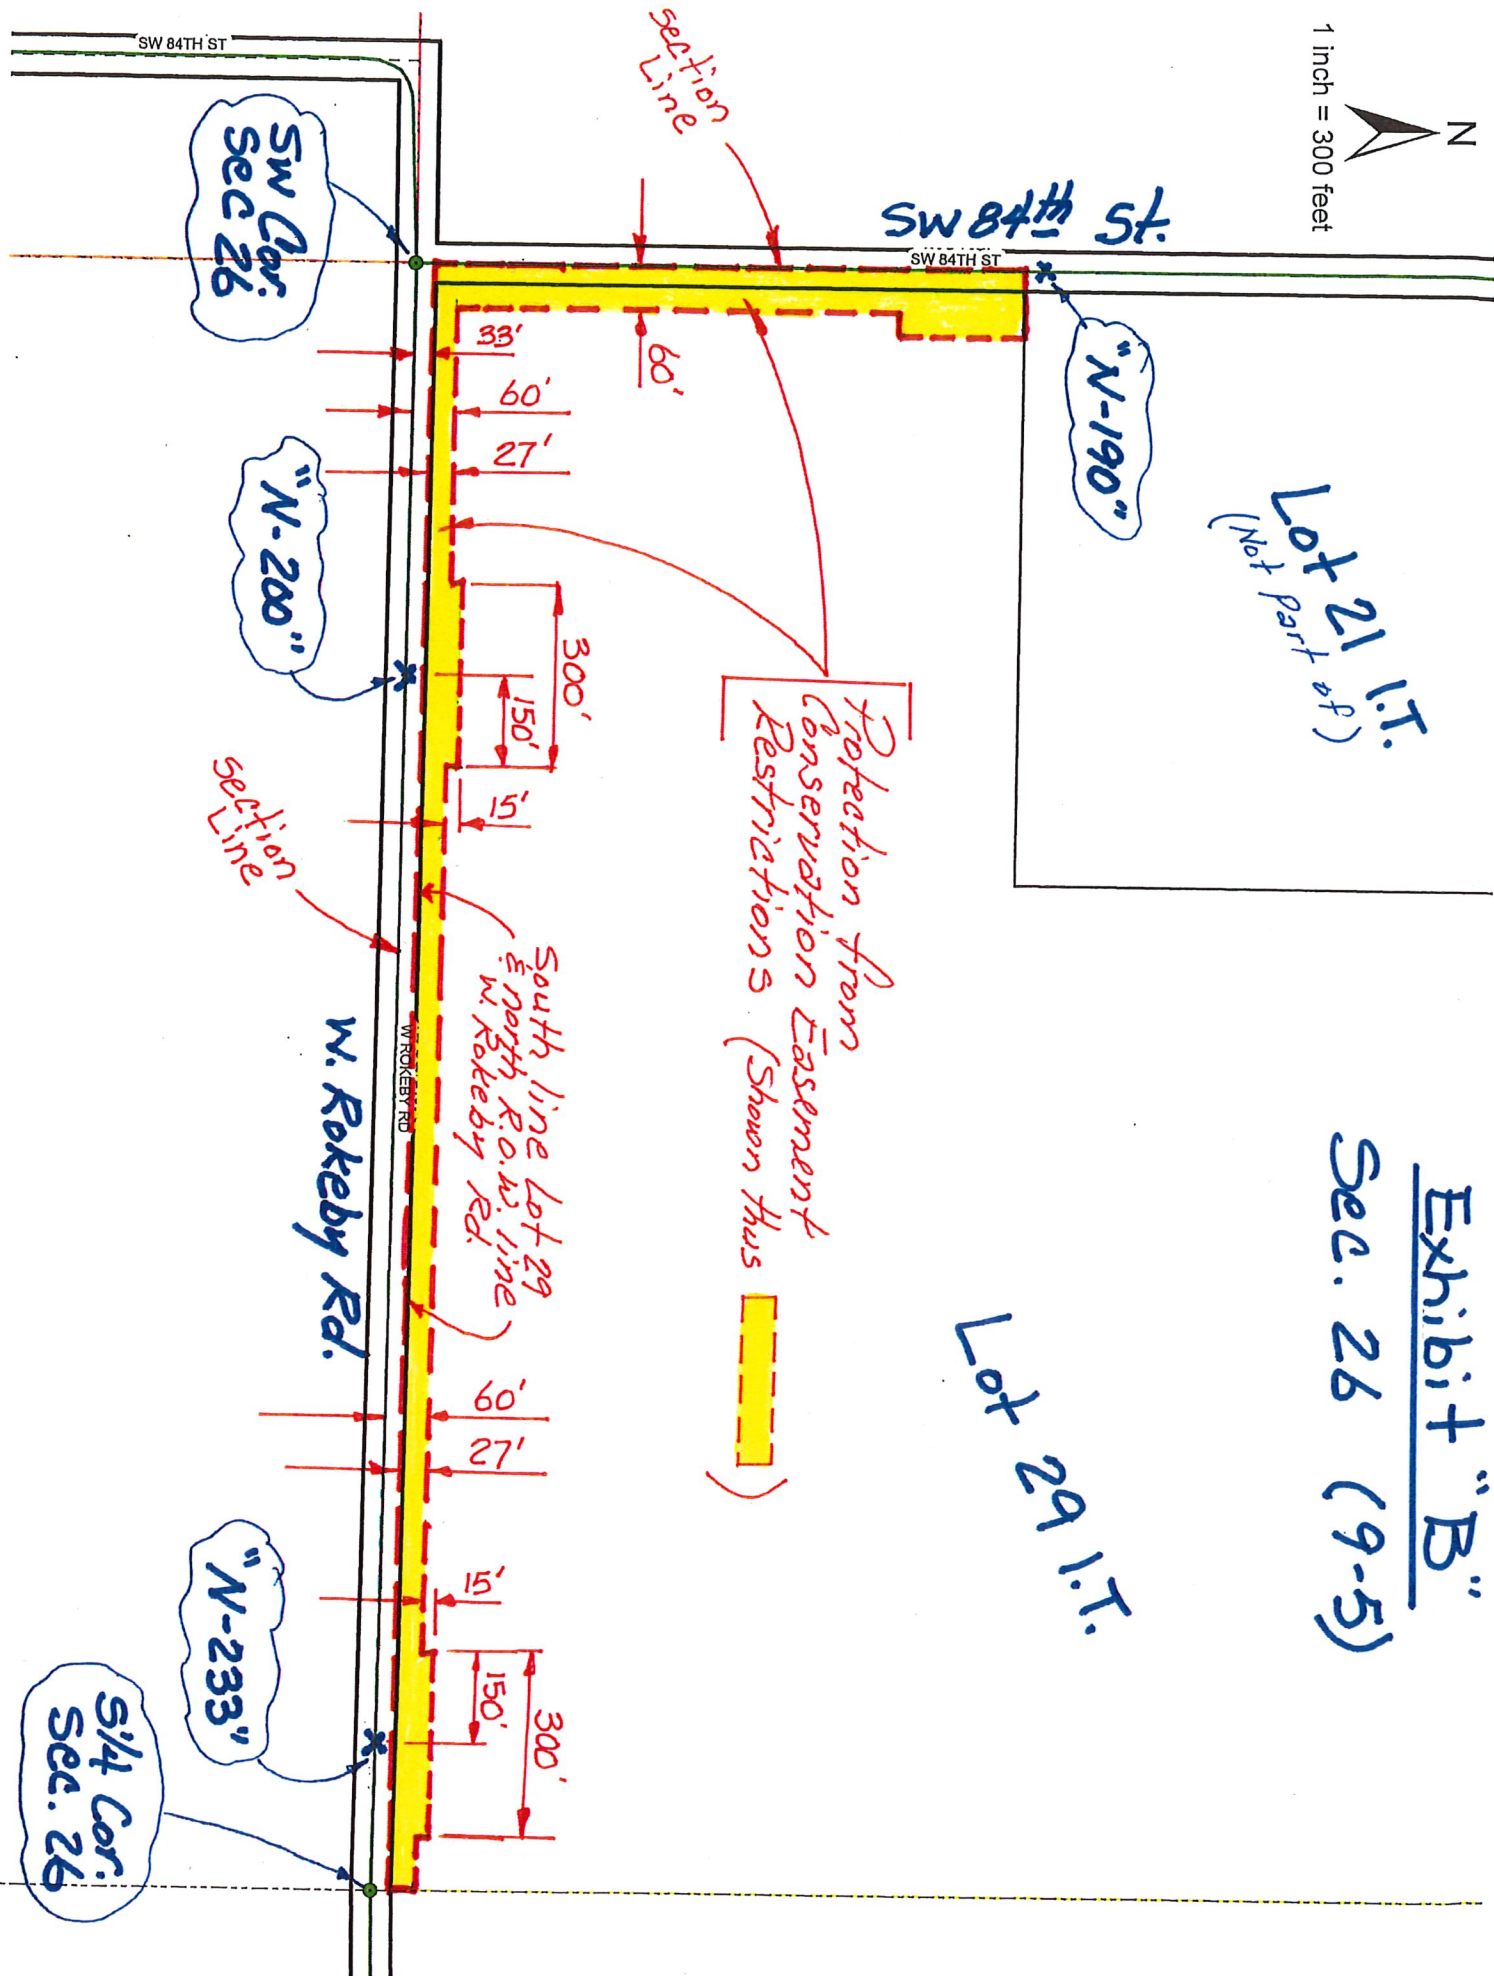 Exhibit "B"
Sec. 26 (9-5)
N
1 inch = 300 feet
Lot 21 I.T.
(Not part of)
Lot 29 I.T.
SW 84th St.
SW 84TH ST
"N-190"
Section
Line
60'
Protection from
Conservation Easement
Restrictions (Shown thus
)
SW 84TH ST
SW Cor.
Sec 26
33'
60'
27'
300'
150'
15'
"N-200"
Section
Line
South line Lot 29
& north R.O.W. line
W. Rokeby Rd.
W ROKEBY RD
W. Rokeby Rd.
60'
27'
15'
150'
300'
"N-233"
S1/4 Cor.
Sec. 26